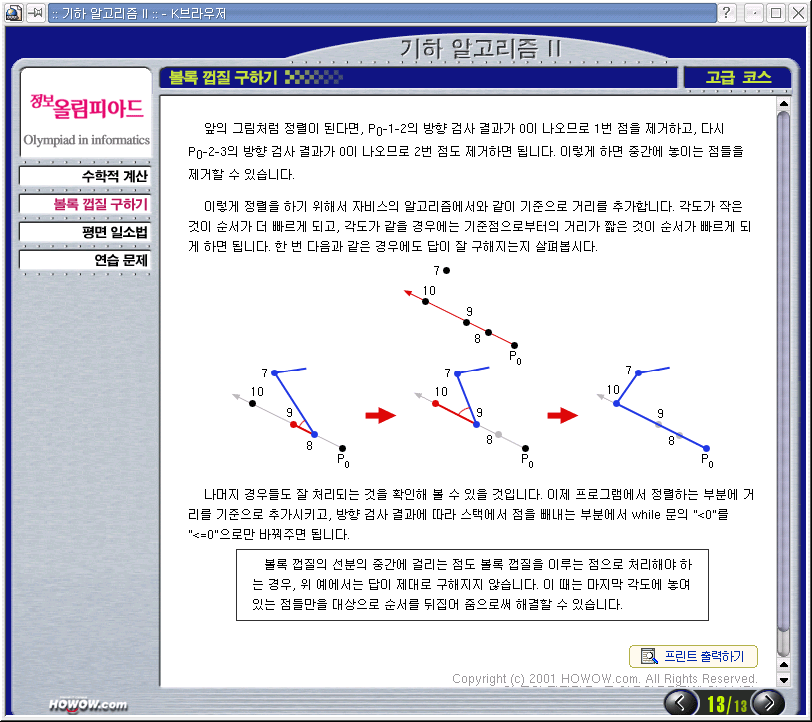 :: 기하 알고리즘 II :: - K브라우저
기하 알고리즘 II
정보올림피아드
Olympiad in informatics
수학적 계산
볼록 껍질 구하기
평면 일소법
연습 문제
볼록 껍질 구하기
고급 코스
앞의 그림처럼 정렬이 된다면, P0-1-2의 방향 검사 결과가 0이 나오므로 1번 점을 제거하고, 다시
P0-2-3의 방향 검사 결과가 0이 나오므로 2번 점도 제거하면 됩니다. 이렇게 하면 중간에 놓이는 점들을
제거할 수 있습니다.
이렇게 정렬을 하기 위해서 자비스의 알고리즘에서와 같이 기준으로 거리를 추가합니다. 각도가 작은
것이 순서가 더 빠르게 되고, 각도가 같을 경우에는 기준점으로부터의 거리가 짧은 것이 순서가 빠르게 되
게 하면 됩니다. 한 번 다음과 같은 경우에도 답이 잘 구해지는지 살펴봅시다.
7
10
9
8
P0
7
10
9
8
P0
7
10
9
8
P0
7
10
9
8
P0
나머지 경우들도 잘 처리되는 것을 확인해 볼 수 있을 것입니다. 이제 프로그램에서 정렬하는 부분에 거
리를 기준으로 추가시키고, 방향 검사 결과에 따라 스택에서 점을 빼내는 부분에서 while 문의 "<0"를
"<=0"으로만 바꿔주면 됩니다.
볼록 껍질의 선분의 중간에 걸리는 점도 볼록 껍질을 이루는 점으로 처리해야 하
는 경우, 위 예에서는 답이 제대로 구해지지 않습니다. 이 때는 마지막 각도에 놓여
있는 점들만을 대상으로 순서를 뒤집어 줌으로써 해결할 수 있습니다.
프린트 출력하기
Copyright (c) 2001 HOWOW.com. All Rights Reserved.
HOWOW.com
13/13